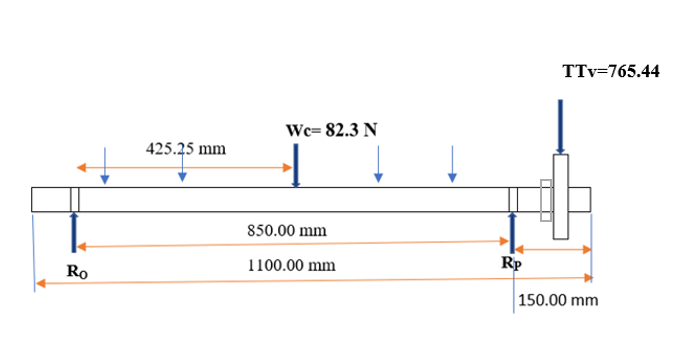 TTv=765.44
Wc= 82.3 N
425.25 mm
850.00 mm
RO
1100.00 mm
RP
150.00 mm